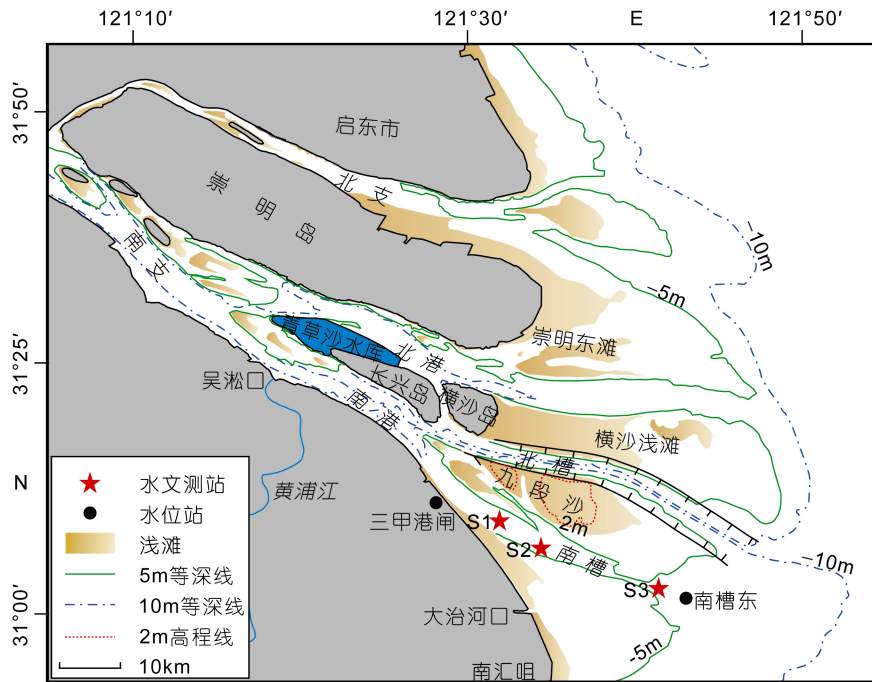 121°10′
121°30′
E
121°50′
31°50′
31°25′
N
31°00′
启东市
北支
崇明岛
南支
-10m
-5m
崇明东滩
青草沙水库
北港
长兴岛
横沙岛
吴淞口
南港
横沙浅滩
北槽
九段沙
黄浦江
三甲港闸
S1
2m
S2
南槽
-10m
S3
南槽东
大治河口
-5m
南汇咀
水文测站
水位站
浅滩
5m等深线
10m等深线
2m高程线
10km